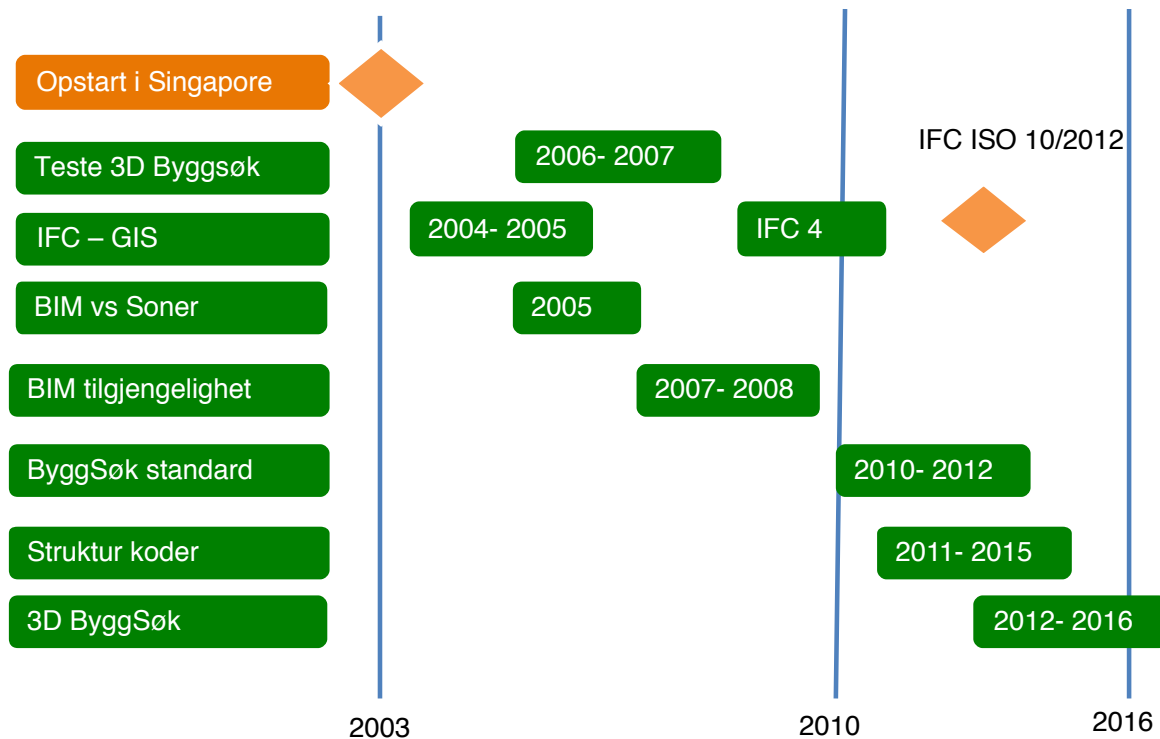 Opstart i Singapore
IFC ISO 10/2012
Teste 3D Byggsøk
2006- 2007
IFC – GIS
2004- 2005
IFC 4
BIM vs Soner
2005
BIM tilgjengelighet
2007- 2008
ByggSøk standard
2010- 2012
Struktur koder
2011- 2015
3D ByggSøk
2012- 2016
2003
2010
2016